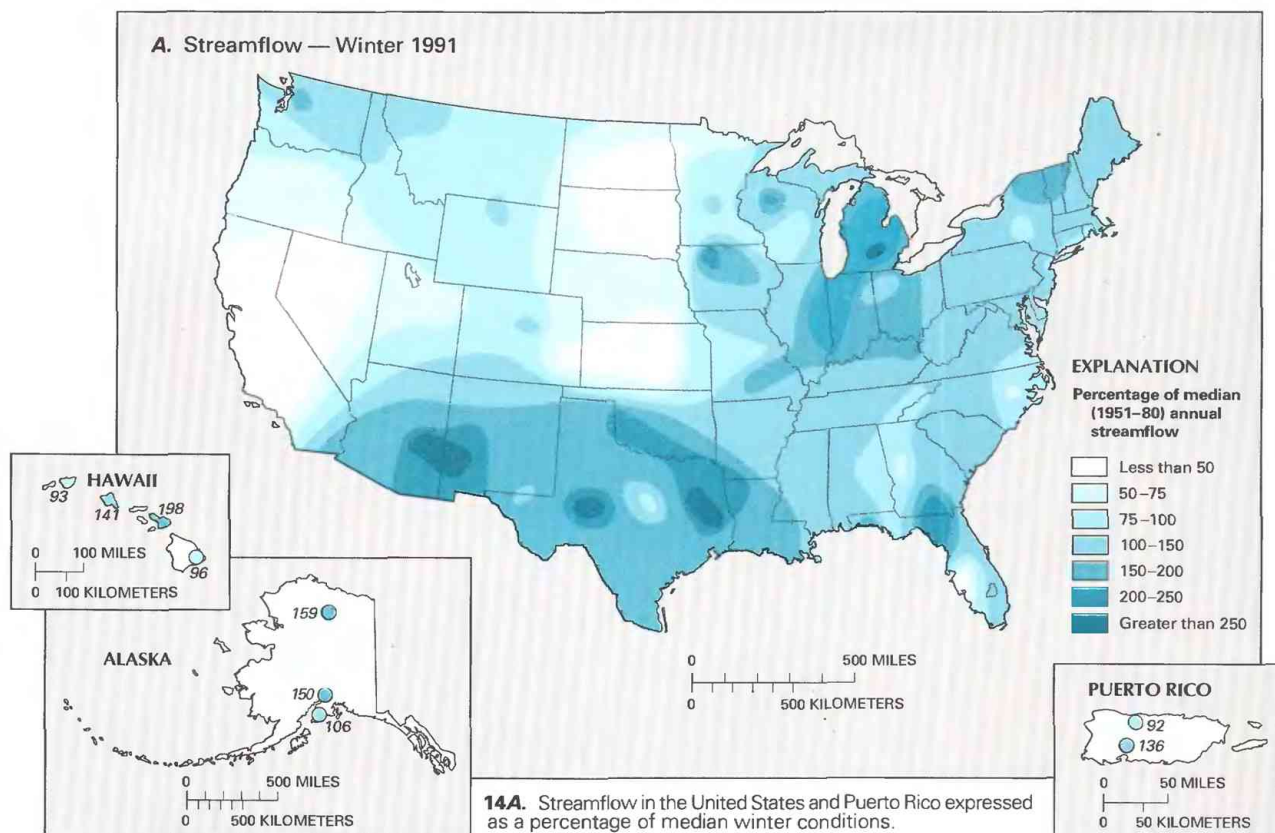 A. Streamflow — Winter 1991
EXPLANATION
Percentage of median
(1951–80) annual
streamflow
Less than 50
50–75
75–100
100–150
150–200
200–250
Greater than 250
HAWAII
93
141
198
96
0 100 MILES
0 100 KILOMETERS
ALASKA
159
150
106
0 500 MILES
0 500 KILOMETERS
0 500 MILES
0 500 KILOMETERS
PUERTO RICO
92
136
0 50 MILES
0 50 KILOMETERS
14A. Streamflow in the United States and Puerto Rico expressed
as a percentage of median winter conditions.